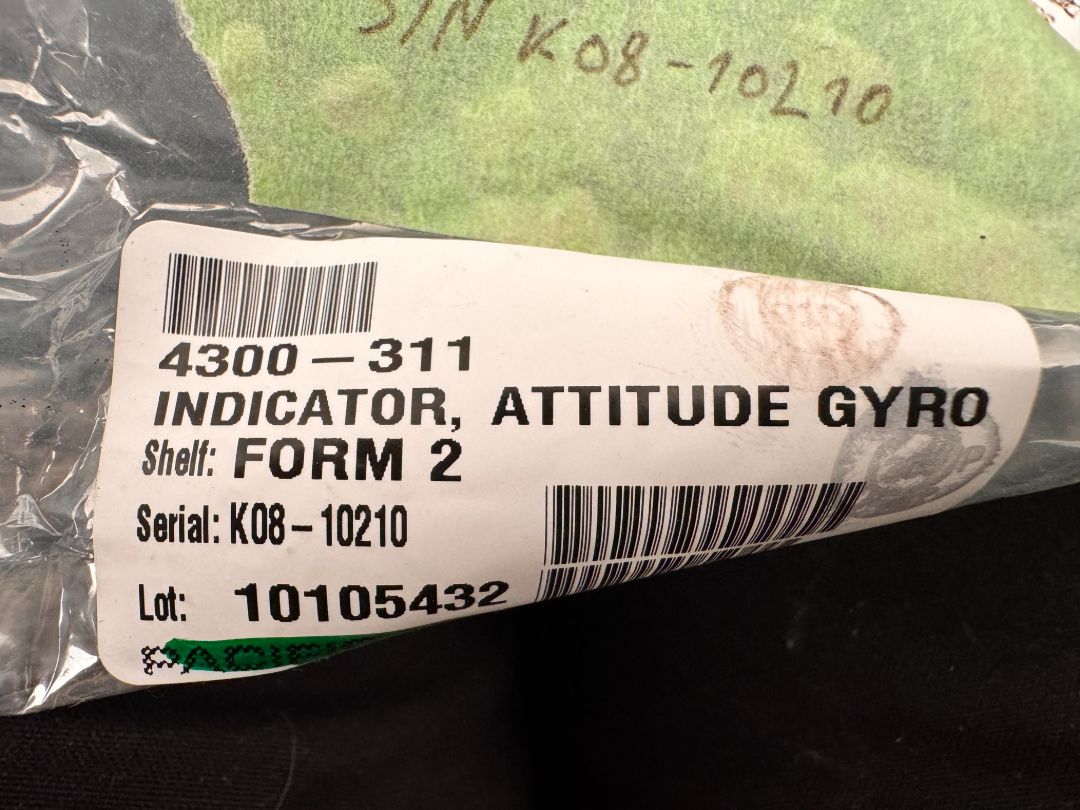 S/N K08-10210
4300-311
INDICATOR, ATTITUDE GYRO
Shelf: FORM 2
Serial: K08-10210
Lot: 10105432